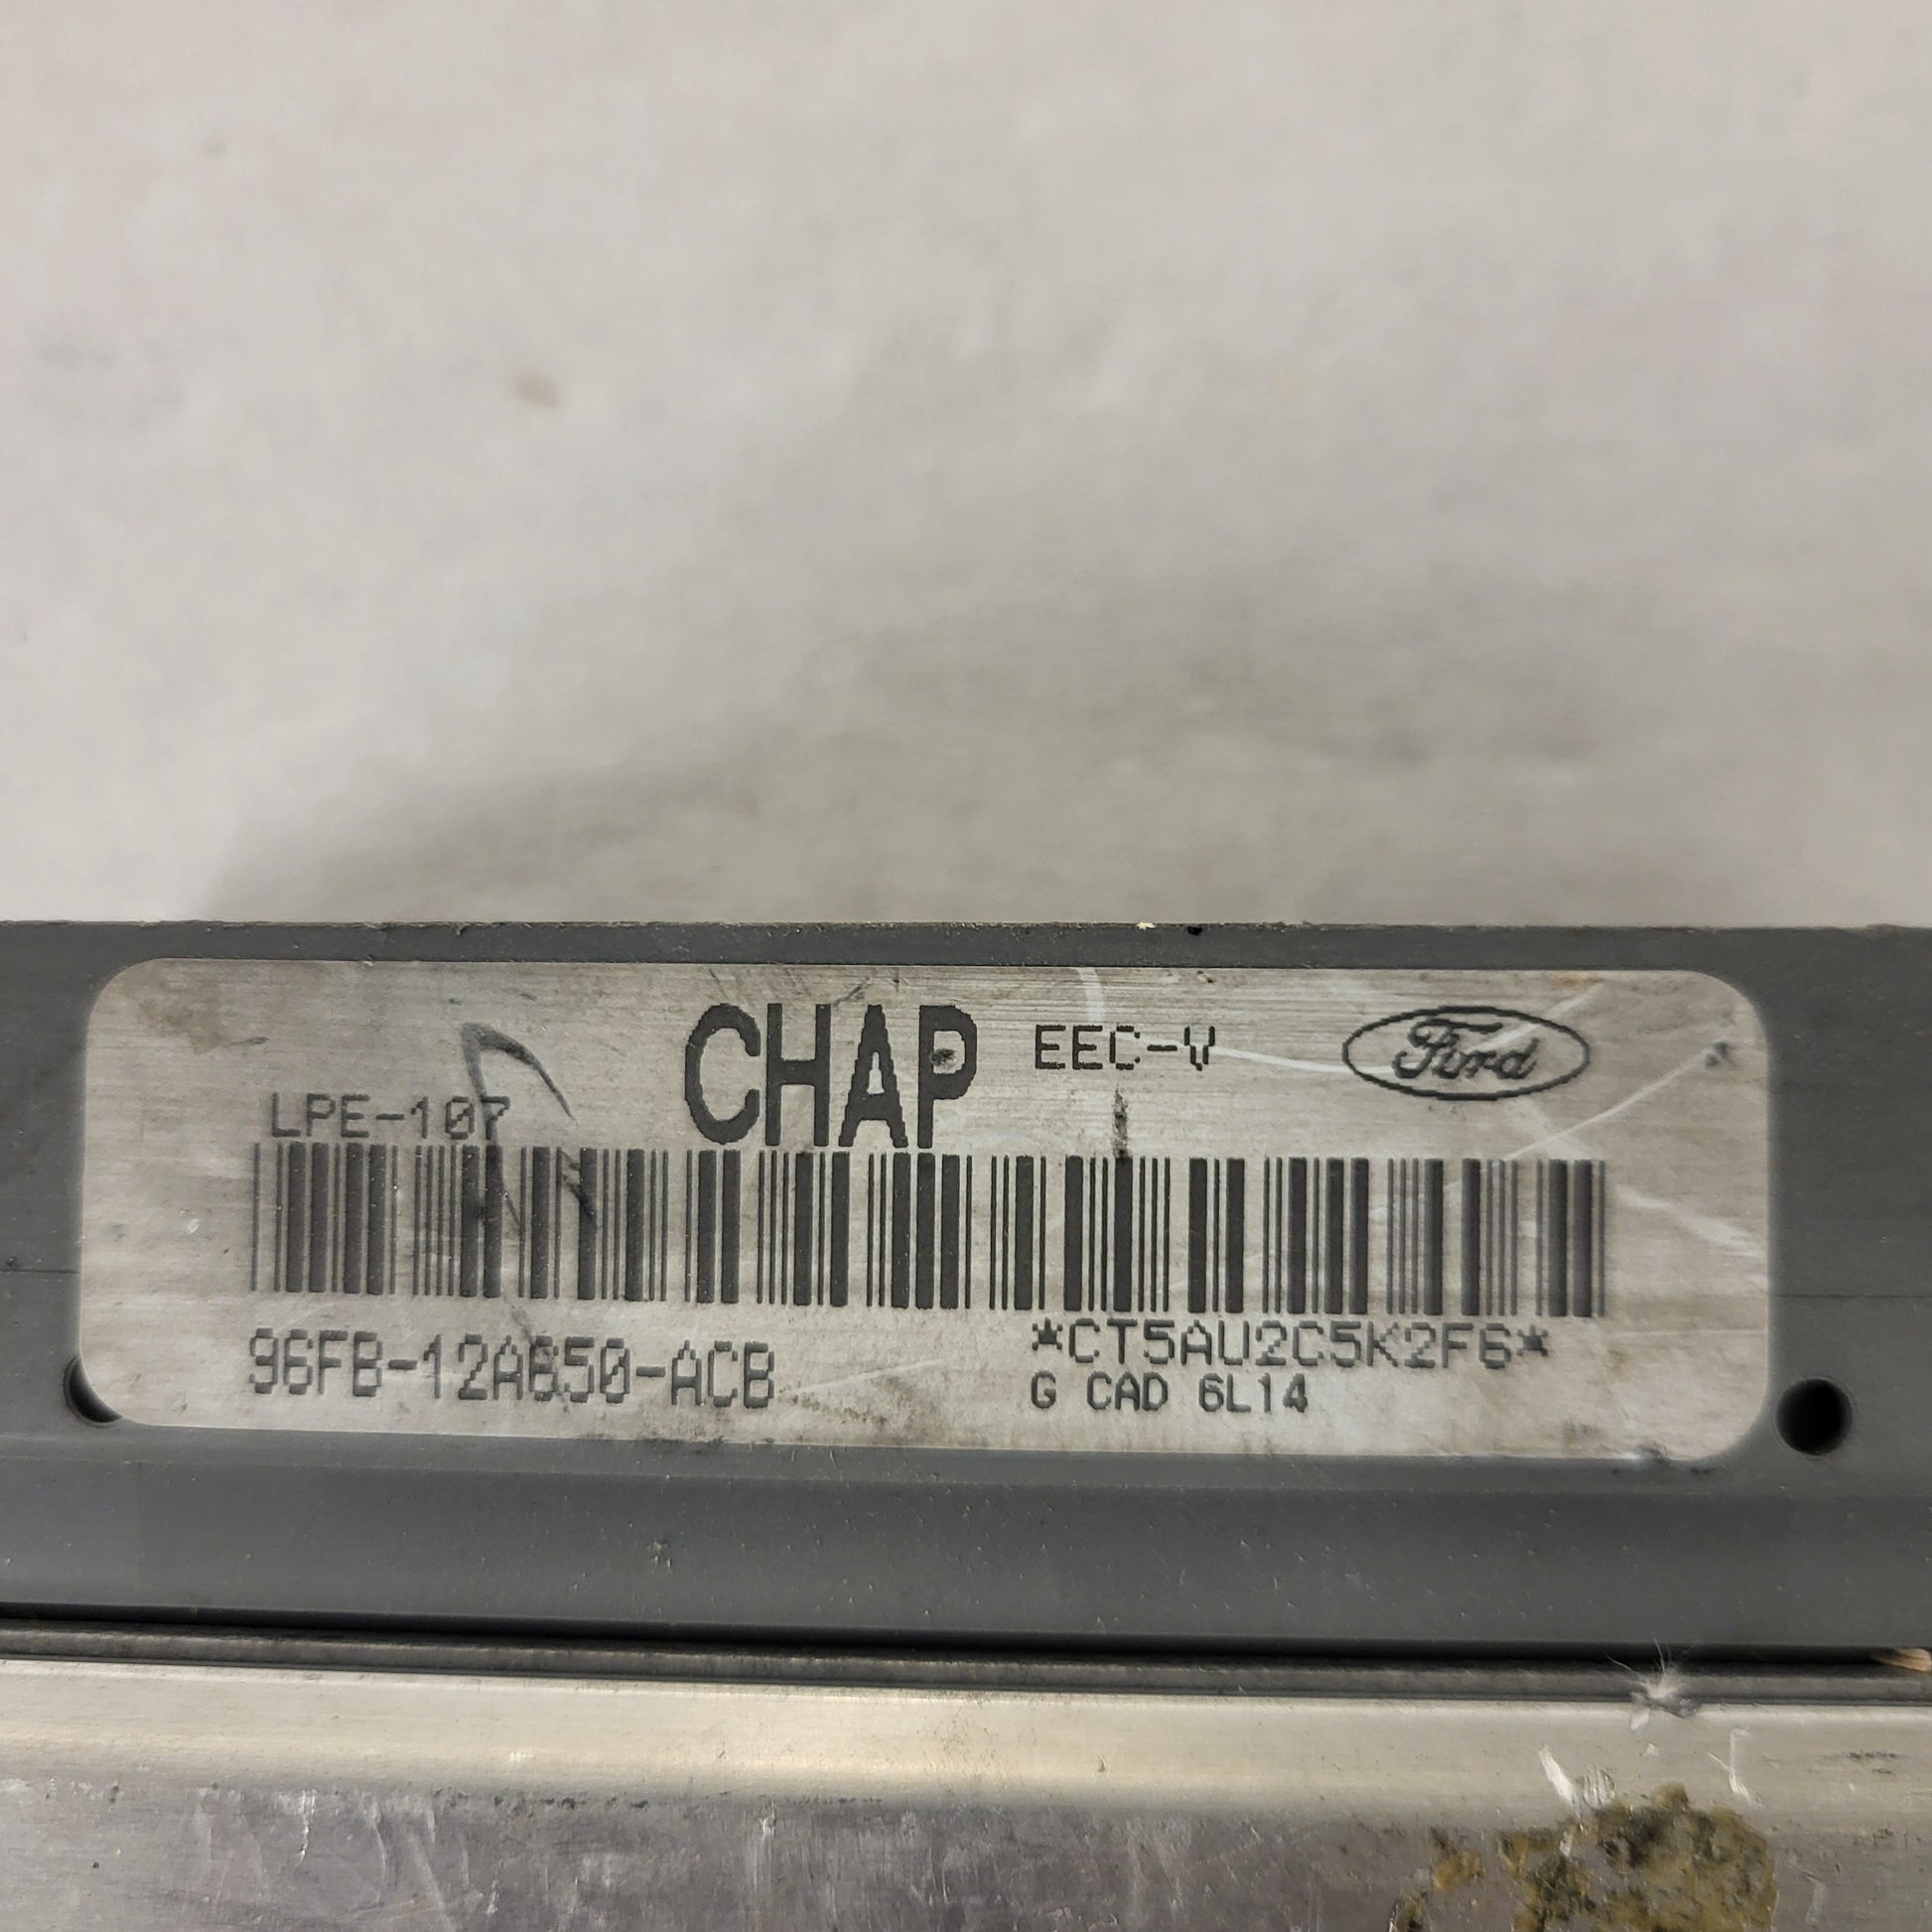 CHAP EEC-V Ford
LPE-107
96FB-12A650-ACB
*CT5AU2C5K2F6*
G CAD 6L14